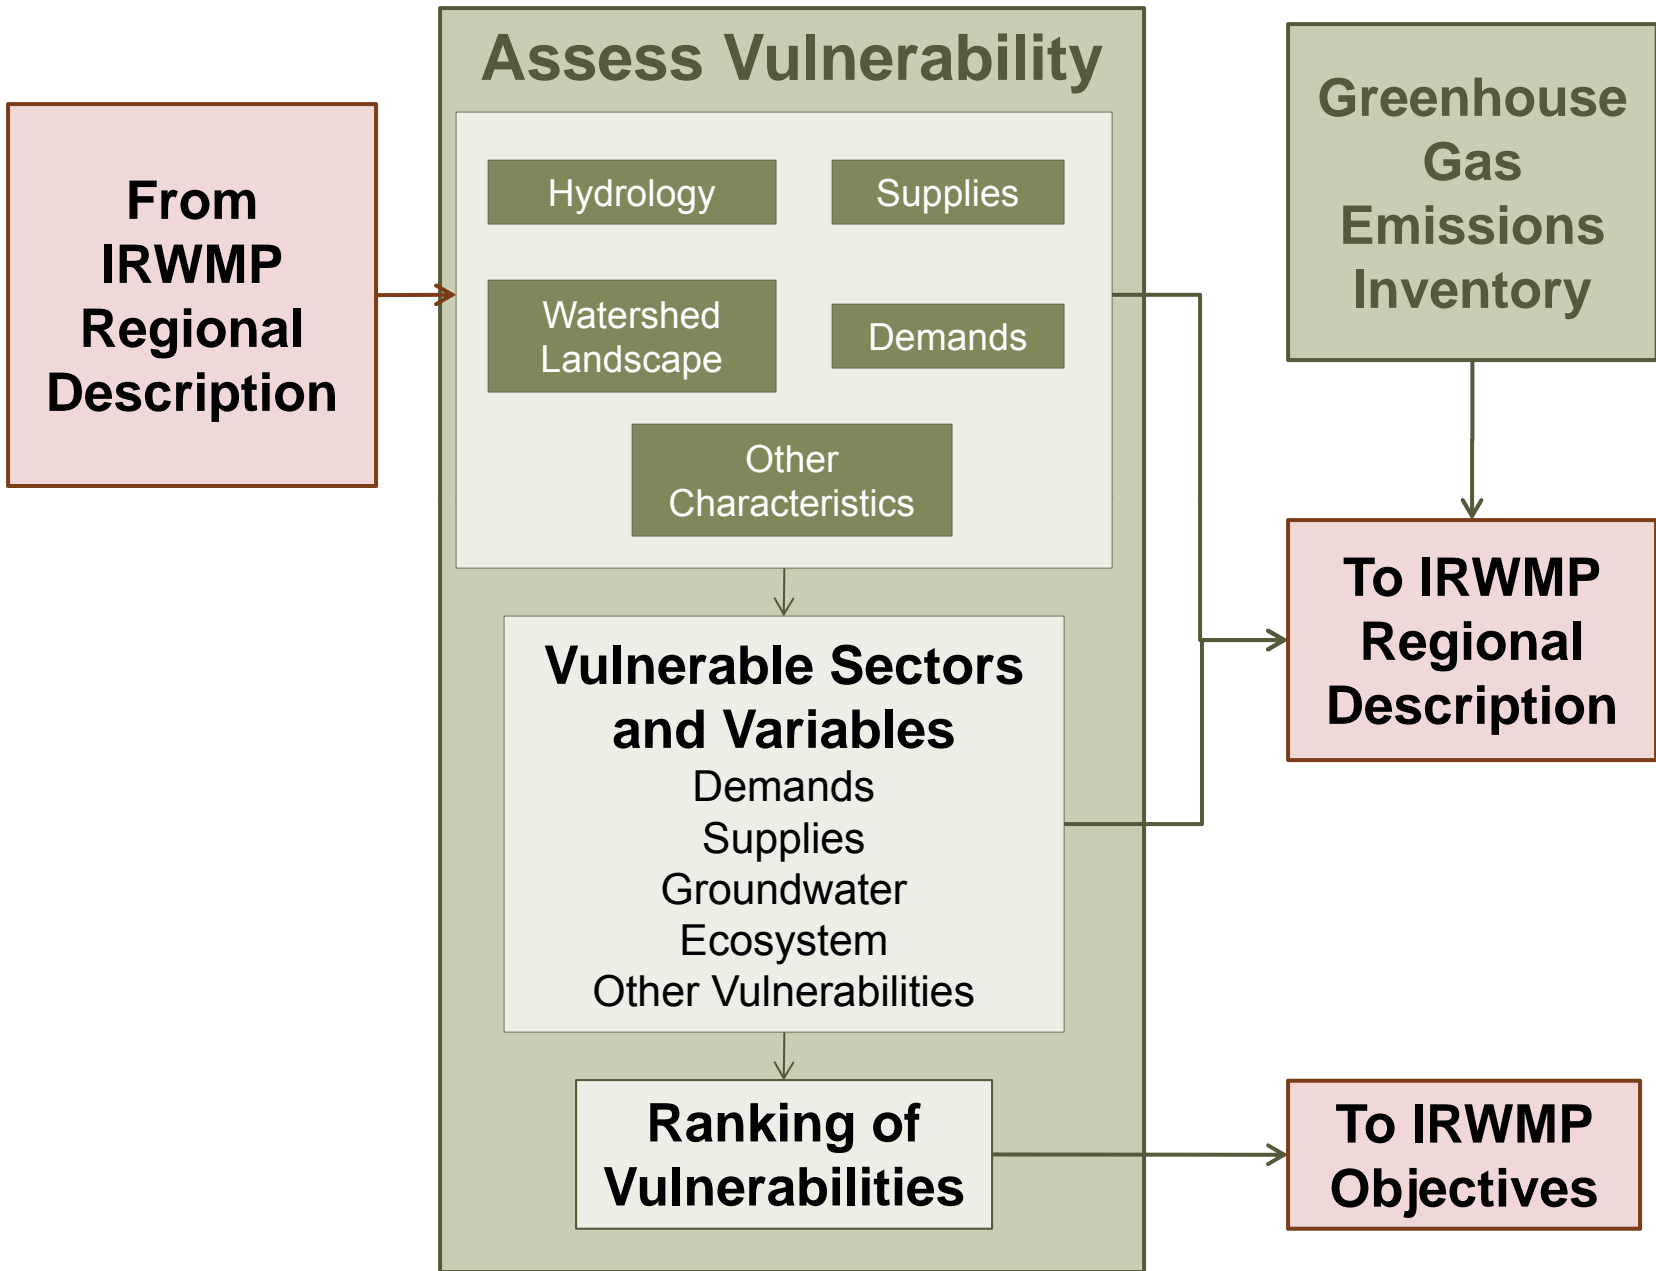 Assess Vulnerability
From
IRWMP
Regional
Description
Hydrology
Supplies
Watershed
Landscape
Demands
Other
Characteristics
Vulnerable Sectors
and Variables
Demands
Supplies
Groundwater
Ecosystem
Other Vulnerabilities
Ranking of
Vulnerabilities
Greenhouse
Gas
Emissions
Inventory
To IRWMP
Regional
Description
To IRWMP
Objectives